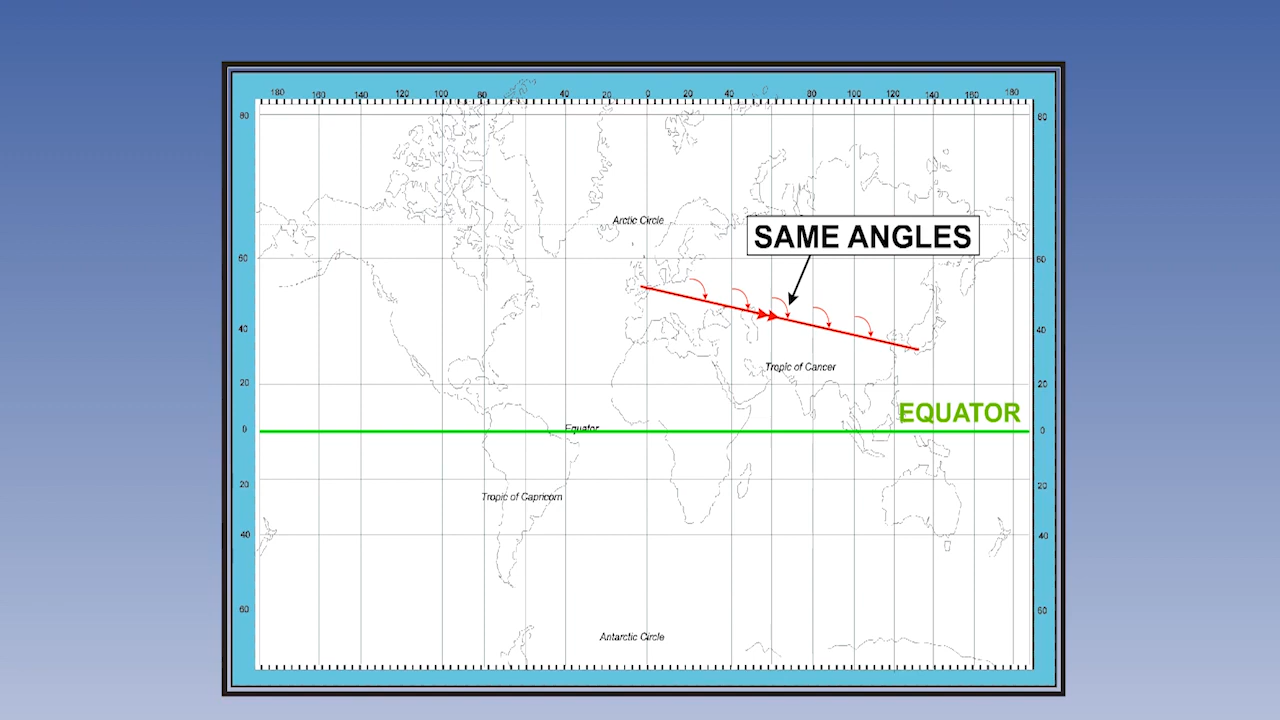 180 160 140 120 100 80 60 40 20 0 20 40 60 80 100 120 140 160 180
80 80
Arctic Circle
SAME ANGLES
60 60
40 40
Tropic of Cancer
20 20
EQUATOR
0 Equator 0
20 20
Tropic of Capricorn
40 40
60 60
Antarctic Circle